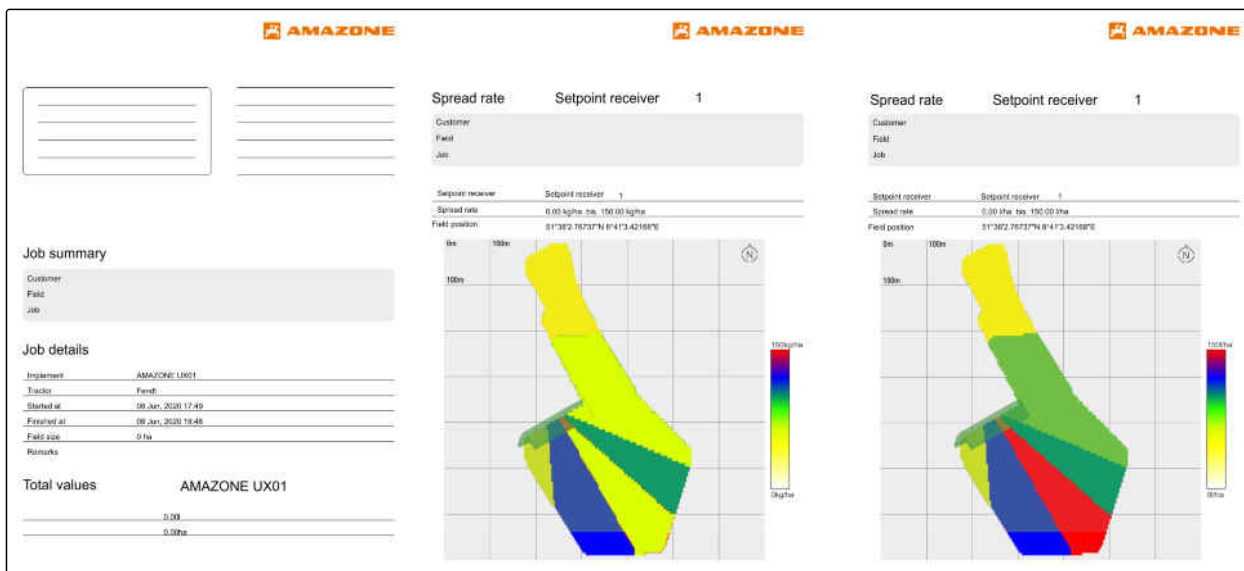 AMAZONE
Job summary
Customer
Field
Job
Job details
Implement AMAZONE UX01
Tractor Fendt
Started at 08 Jun, 2020 17:49
Finished at 08 Jun, 2020 18:48
Field size 0 ha
Remarks
Total values AMAZONE UX01
0.00l
0.00ha
AMAZONE
Spread rate Setpoint receiver 1
Customer
Field
Job
Setpoint receiver Setpoint receiver 1
Spread rate 0.00 kg/ha bis 150.00 kg/ha
Field position 51°38'2.76737"N 8°41'3.42168"E
0m 100m
N
100m
150kg/ha
0kg/ha
AMAZONE
Spread rate Setpoint receiver 1
Customer
Field
Job
Setpoint receiver Setpoint receiver 1
Spread rate 0.00 l/ha bis 150.00 l/ha
Field position 51°38'2.76737"N 8°41'3.42168"E
0m 100m
N
100m
150l/ha
0l/ha